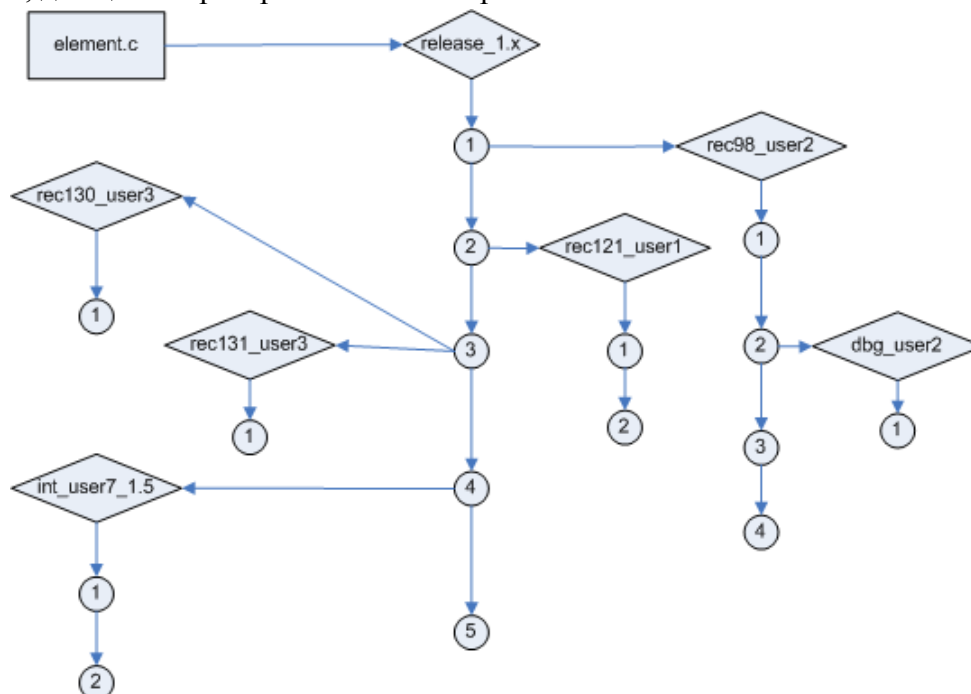 element.c
release_1.x
1
rec98_user2
rec130_user3
1
2
rec121_user1
1
rec131_user3
3
1
2
dbg_user2
1
2
3
1
int_user7_1.5
4
4
1
5
2